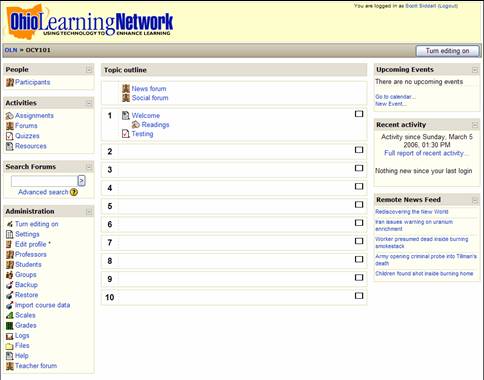 You are logged in as Scott Siddall (Logout)
OhioLearningNetwork
USING TECHNOLOGY TO ENHANCE LEARNING
OLN » OCY101
Turn editing on
People
Participants
Activities
Assignments
Forums
Quizzes
Resources
Search Forums
>
Advanced search ?
Administration
Turn editing on
Settings
Edit profile *
Professors
Students
Groups
Backup
Restore
Import course data
Scales
Grades
Logs
Files
Help
Teacher forum
Topic outline
News forum
Social forum
1 Welcome
Readings
Testing
2
3
4
5
6
7
8
9
10
Upcoming Events
There are no upcoming events
Go to calendar...
New Event...
Recent activity
Activity since Sunday, March 5
2006, 01:30 PM
Full report of recent activity...
Nothing new since your last login
Remote News Feed
Rediscovering the New World
Iran issues warning on uranium
enrichment
Worker presumed dead inside burning
smokestack
Army opening criminal probe into Tillman's
death
Children found shot inside burning home